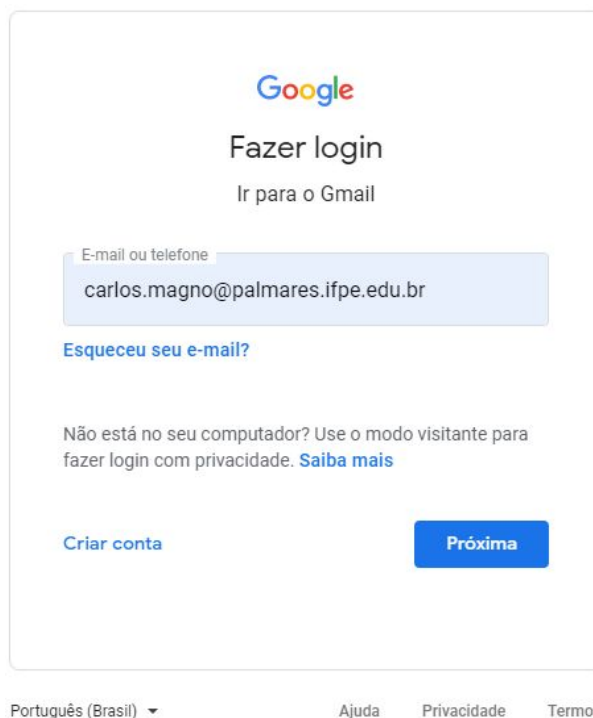 Google
Fazer login
Ir para o Gmail
E-mail ou telefone
carlos.magno@palmares.ifpe.edu.br
Esqueceu seu e-mail?
Não está no seu computador? Use o modo visitante para
fazer login com privacidade. Saiba mais
Criar conta Próxima
Português (Brasil) Ajuda Privacidade Termo